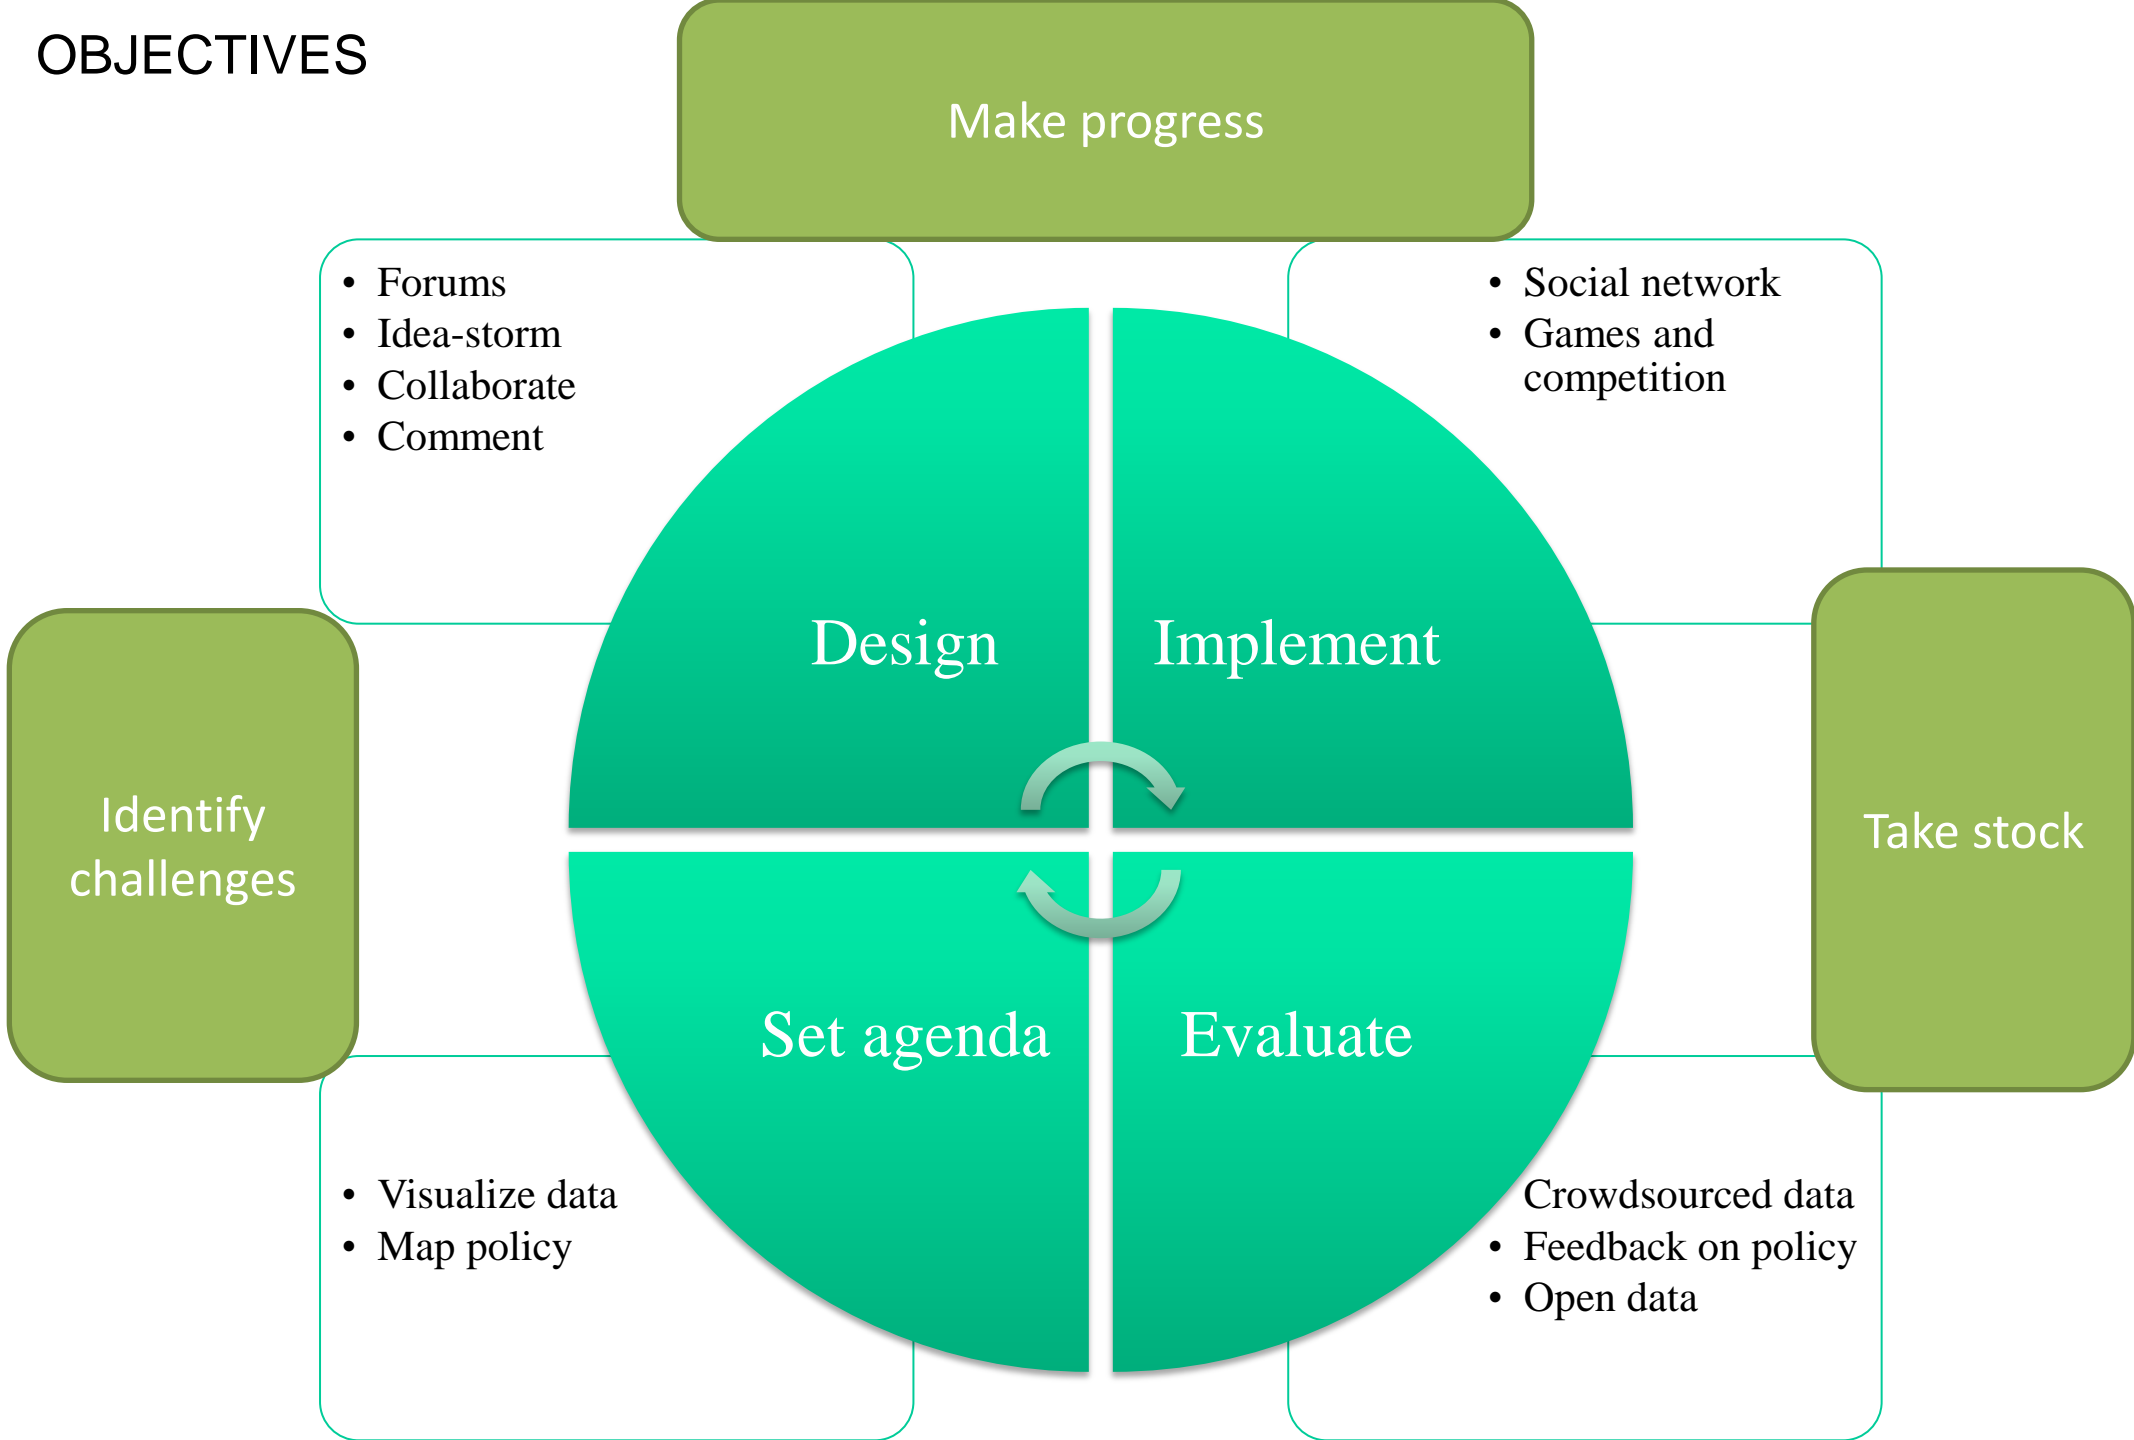 OBJECTIVES
Make progress
• Forums
• Idea-storm
• Collaborate
• Comment
• Social network
• Games and
competition
Design
Implement
Identify
challenges
Take stock
Set agenda
Evaluate
• Visualize data
• Map policy
Crowdsourced data
• Feedback on policy
• Open data